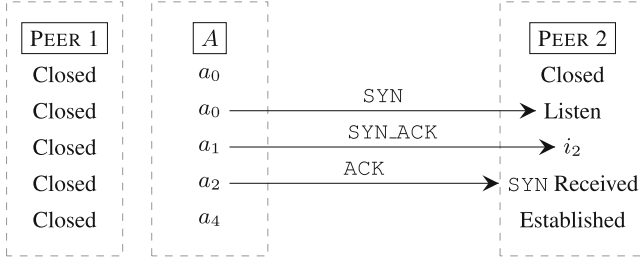 PEER 1 A PEER 2
Closed a₀ Closed
SYN
Closed a₀ Listen
SYN_ACK
Closed a₁ i₂
ACK
Closed a₂ SYN Received
Closed a₄ Established